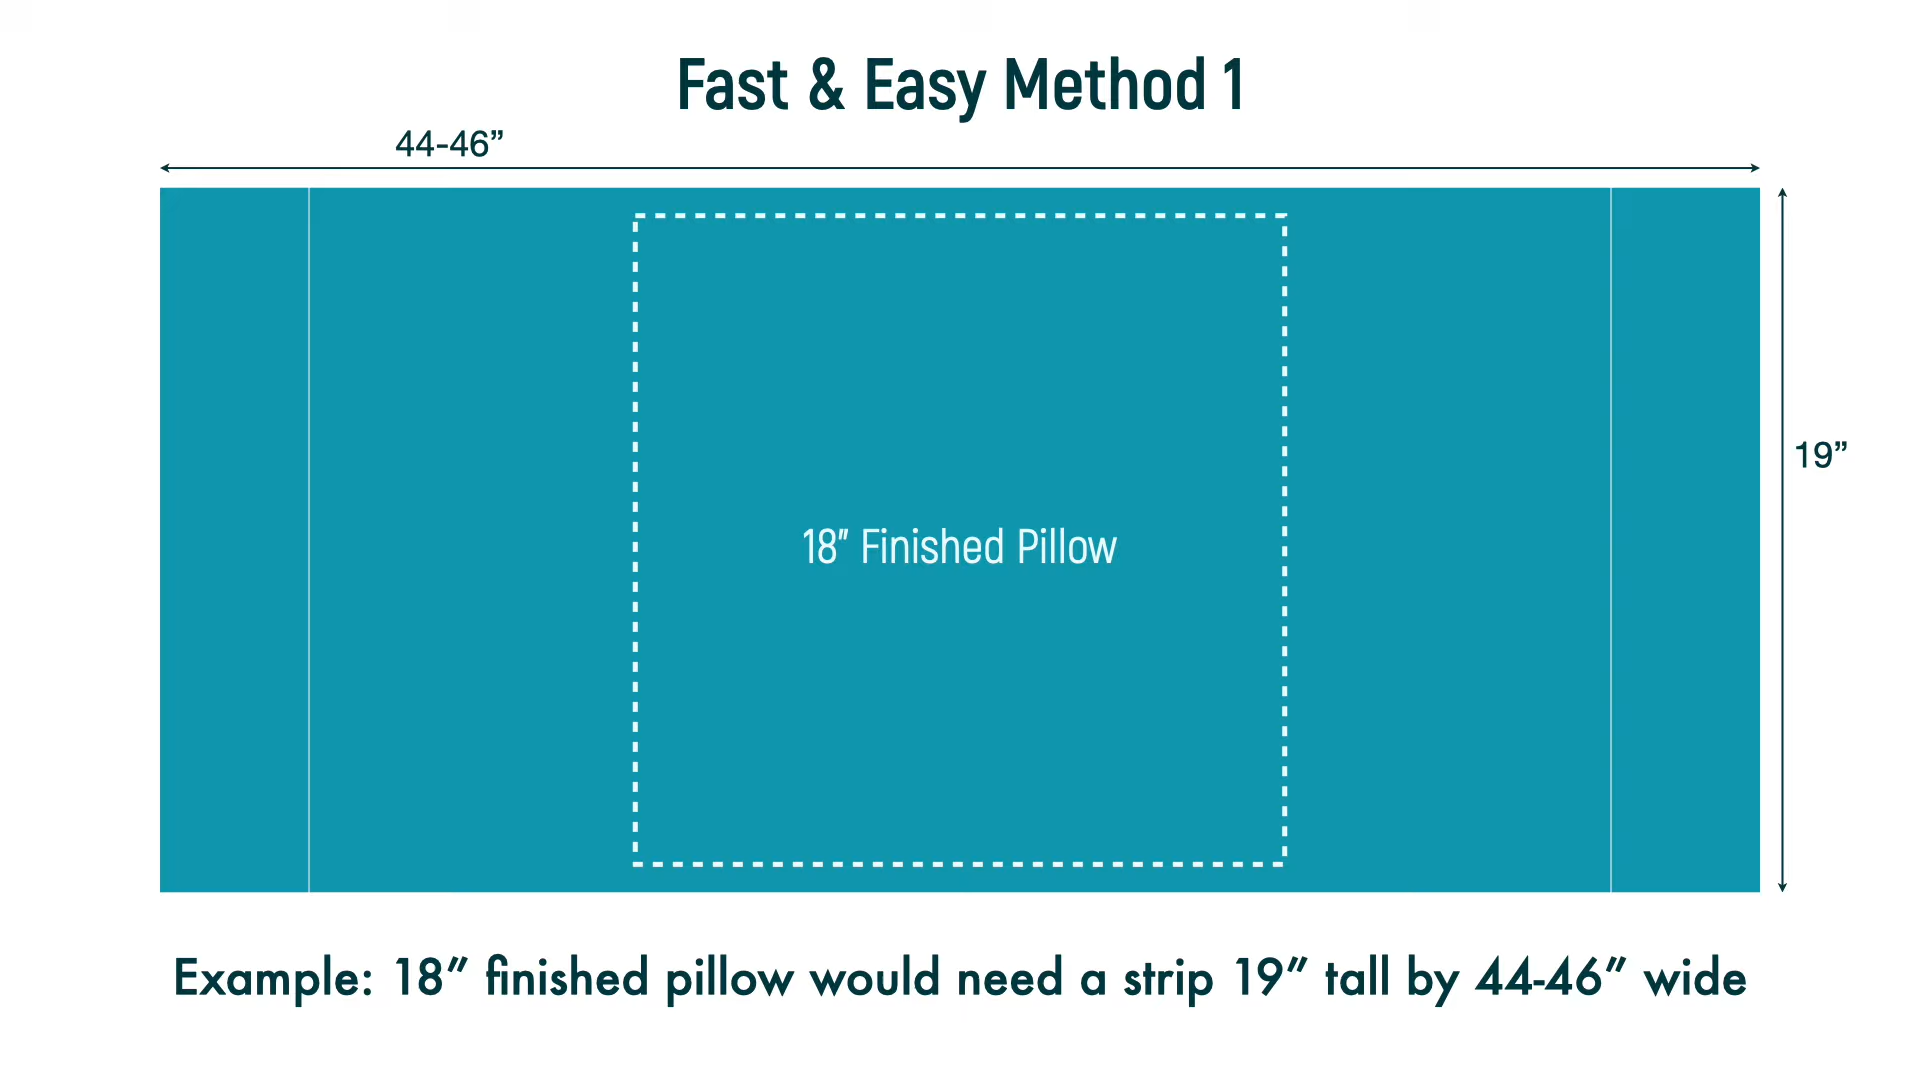 Fast & Easy Method 1
44-46”
19”
18” Finished Pillow
Example: 18” finished pillow would need a strip 19” tall by 44-46” wide